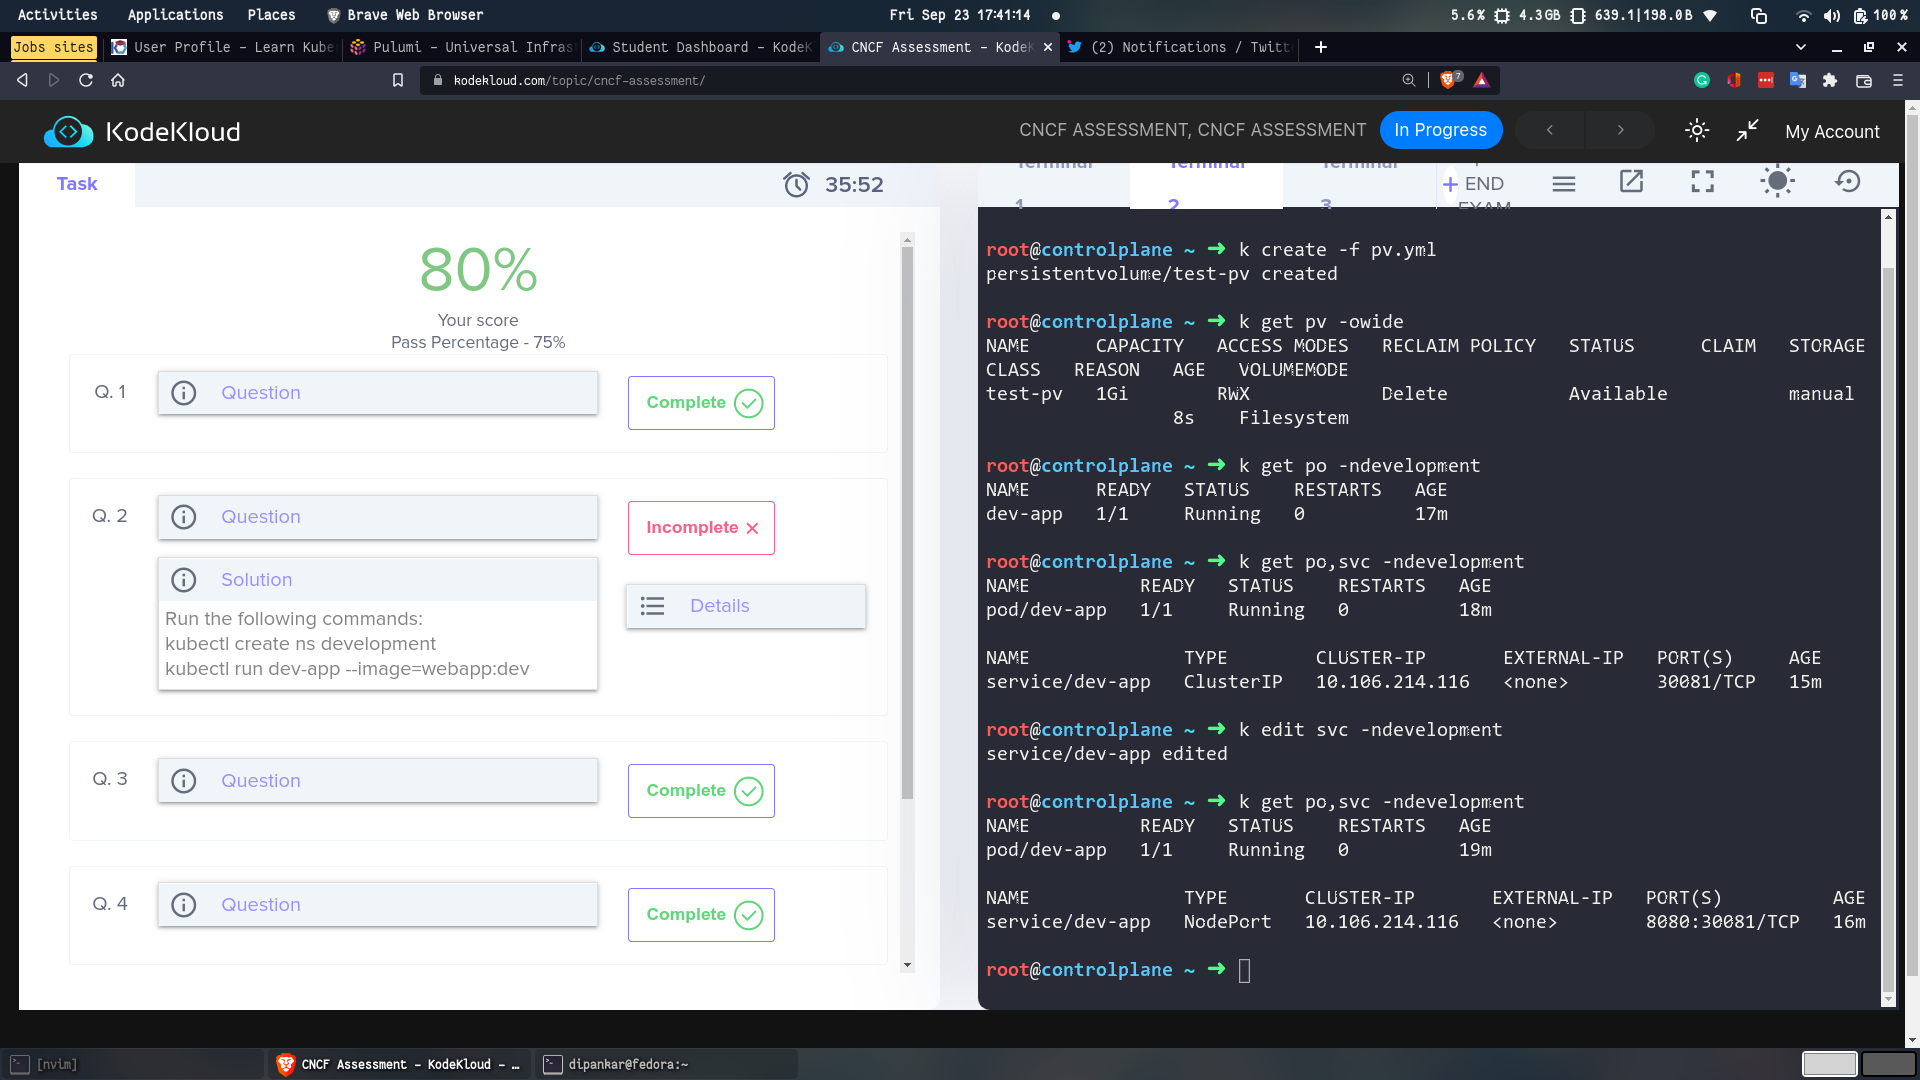 Activities Applications Places Brave Web Browser Fri Sep 23 17:41:14 5.6% 4.3GB 639.1|198.0B 100%
Jobs sites User Profile - Learn Kube Pulumi - Universal Infras Student Dashboard - KodeK CNCF Assessment - KodeK (2) Notifications / Twitt
kodekloud.com/topic/cncf-assessment/ 7
KodeKloud CNCF ASSESSMENT, CNCF ASSESSMENT In Progress My Account
Task 35:52
Terminal 1 Terminal 2 Terminal 3 + END EXAM
80%
Your score
Pass Percentage - 75%
Q. 1 Question Complete
Q. 2 Question Incomplete
Solution
Details
Run the following commands:
kubectl create ns development
kubectl run dev-app --image=webapp:dev
Q. 3 Question Complete
Q. 4 Question Complete
root@controlplane ~ ➜ k create -f pv.yml
persistentvolume/test-pv created
root@controlplane ~ ➜ k get pv -owide
NAME CAPACITY ACCESS MODES RECLAIM POLICY STATUS CLAIM STORAGE
CLASS REASON AGE VOLUMEMODE
test-pv 1Gi RWX Delete Available manual
8s Filesystem
root@controlplane ~ ➜ k get po -ndevelopment
NAME READY STATUS RESTARTS AGE
dev-app 1/1 Running 0 17m
root@controlplane ~ ➜ k get po,svc -ndevelopment
NAME READY STATUS RESTARTS AGE
pod/dev-app 1/1 Running 0 18m
NAME TYPE CLUSTER-IP EXTERNAL-IP PORT(S) AGE
service/dev-app ClusterIP 10.106.214.116 <none> 30081/TCP 15m
root@controlplane ~ ➜ k edit svc -ndevelopment
service/dev-app edited
root@controlplane ~ ➜ k get po,svc -ndevelopment
NAME READY STATUS RESTARTS AGE
pod/dev-app 1/1 Running 0 19m
NAME TYPE CLUSTER-IP EXTERNAL-IP PORT(S) AGE
service/dev-app NodePort 10.106.214.116 <none> 8080:30081/TCP 16m
root@controlplane ~ ➜
[nvim] CNCF Assessment - KodeKloud - … dipankar@fedora:~